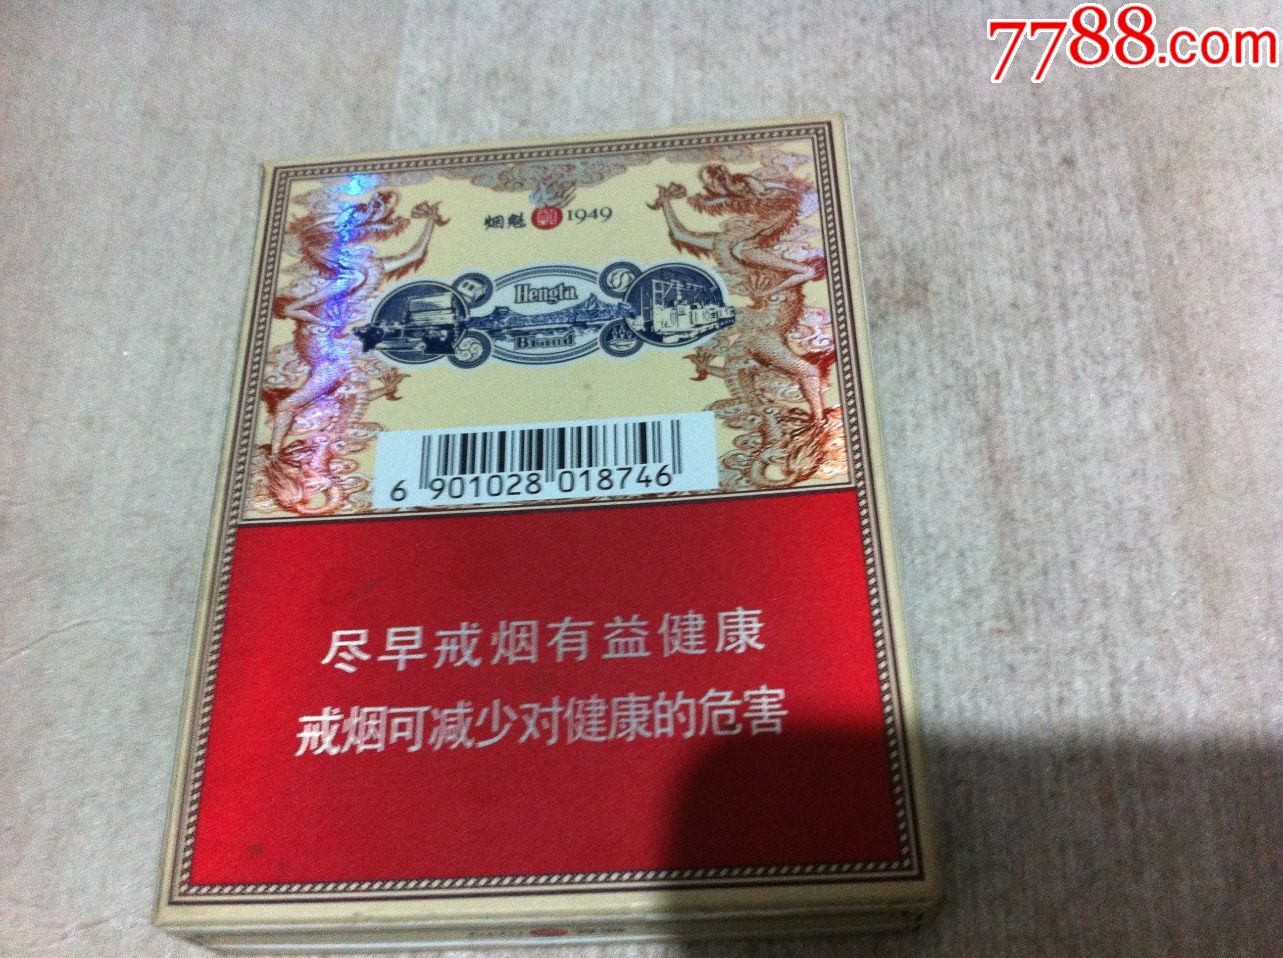 7788.com
烟魁 1949
Hengta
Brand
6 901028 018746
尽早戒烟有益健康
戒烟可减少对健康的危害